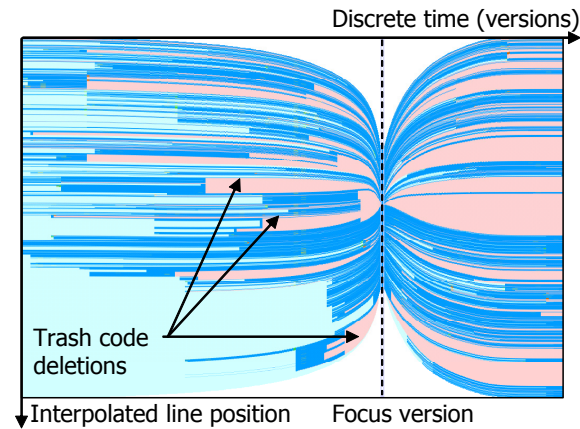 Discrete time (versions)
Trash code
deletions
Interpolated line position
Focus version